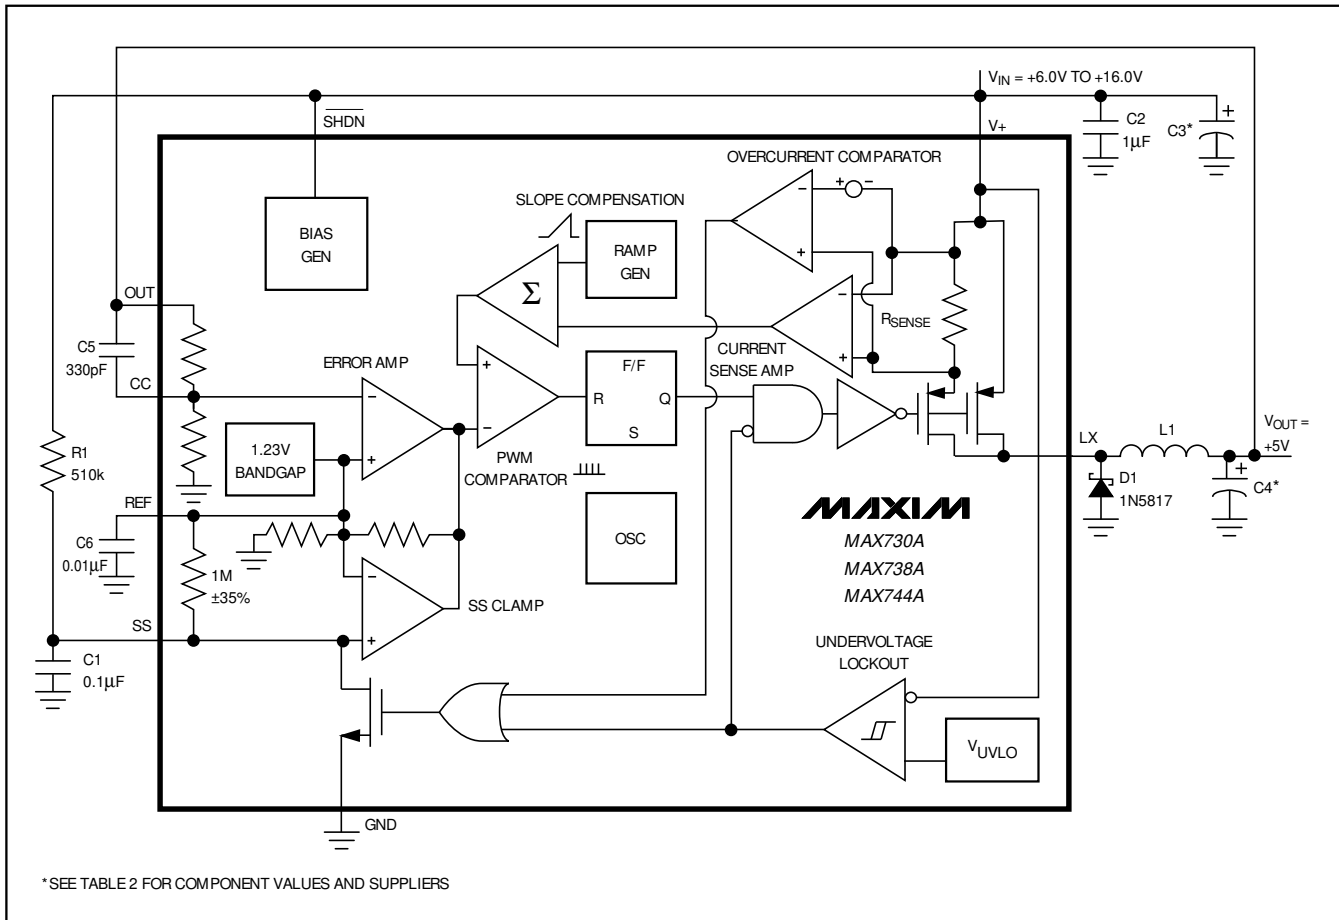 V_IN = +6.0V TO +16.0V
SHDN
V+
C2
1µF
C3*
+
OVERCURRENT COMPARATOR
+ -
-
+
SLOPE COMPENSATION
BIAS
GEN
RAMP
GEN
Σ
OUT
C5
330pF
CC
-
+
R_SENSE
CURRENT
SENSE AMP
ERROR AMP
-
+
+
-
F/F
R
Q
S
1.23V
BANDGAP
PWM
COMPARATOR
R1
510k
LX
L1
V_OUT =
+5V
D1
1N5817
+
C4*
REF
C6
0.01µF
1M
±35%
OSC
MAXIM
MAX730A
MAX738A
MAX744A
-
+
SS CLAMP
SS
C1
0.1µF
UNDERVOLTAGE
LOCKOUT
V_UVLO
GND
*SEE TABLE 2 FOR COMPONENT VALUES AND SUPPLIERS